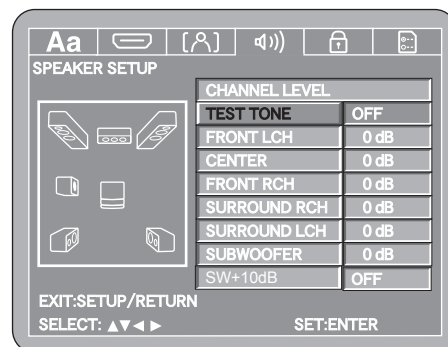 Aa
SPEAKER SETUP
CHANNEL LEVEL
TEST TONE OFF
FRONT LCH 0 dB
CENTER 0 dB
FRONT RCH 0 dB
SURROUND RCH 0 dB
SURROUND LCH 0 dB
SUBWOOFER 0 dB
SW+10dB OFF
EXIT:SETUP/RETURN
SELECT: ▲▼◄ ► SET:ENTER